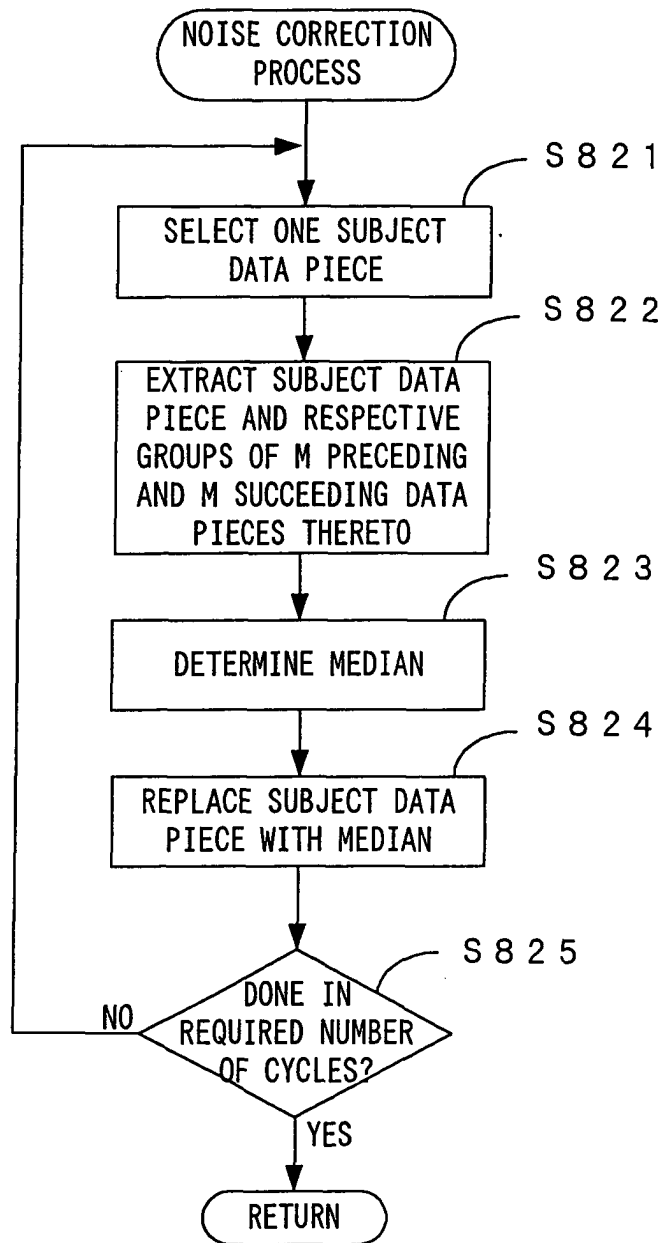 NOISE CORRECTION
PROCESS
S821
SELECT ONE SUBJECT
DATA PIECE
S822
EXTRACT SUBJECT DATA
PIECE AND RESPECTIVE
GROUPS OF M PRECEDING
AND M SUCCEEDING DATA
PIECES THERETO
S823
DETERMINE MEDIAN
S824
REPLACE SUBJECT DATA
PIECE WITH MEDIAN
S825
DONE IN
REQUIRED NUMBER
OF CYCLES?
NO
YES
RETURN